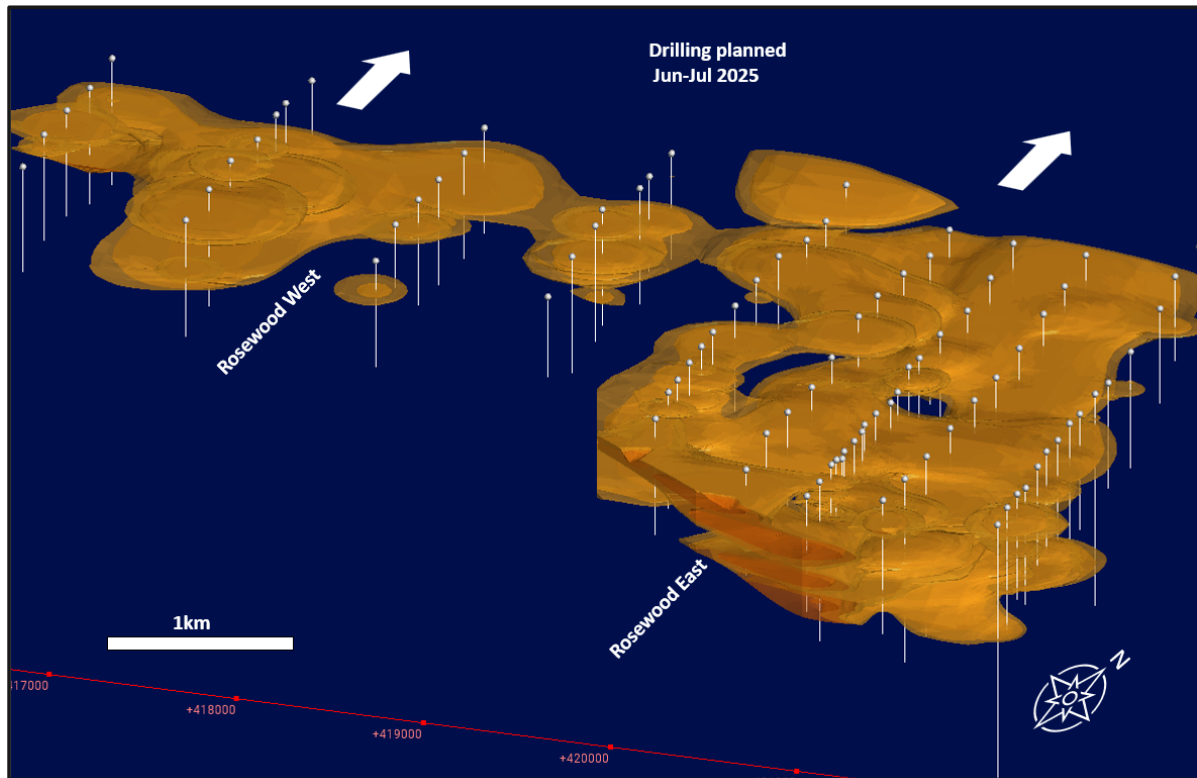 Drilling planned
Jun-Jul 2025
Rosewood West
Rosewood East
1km
N
417000
+418000
+419000
+420000